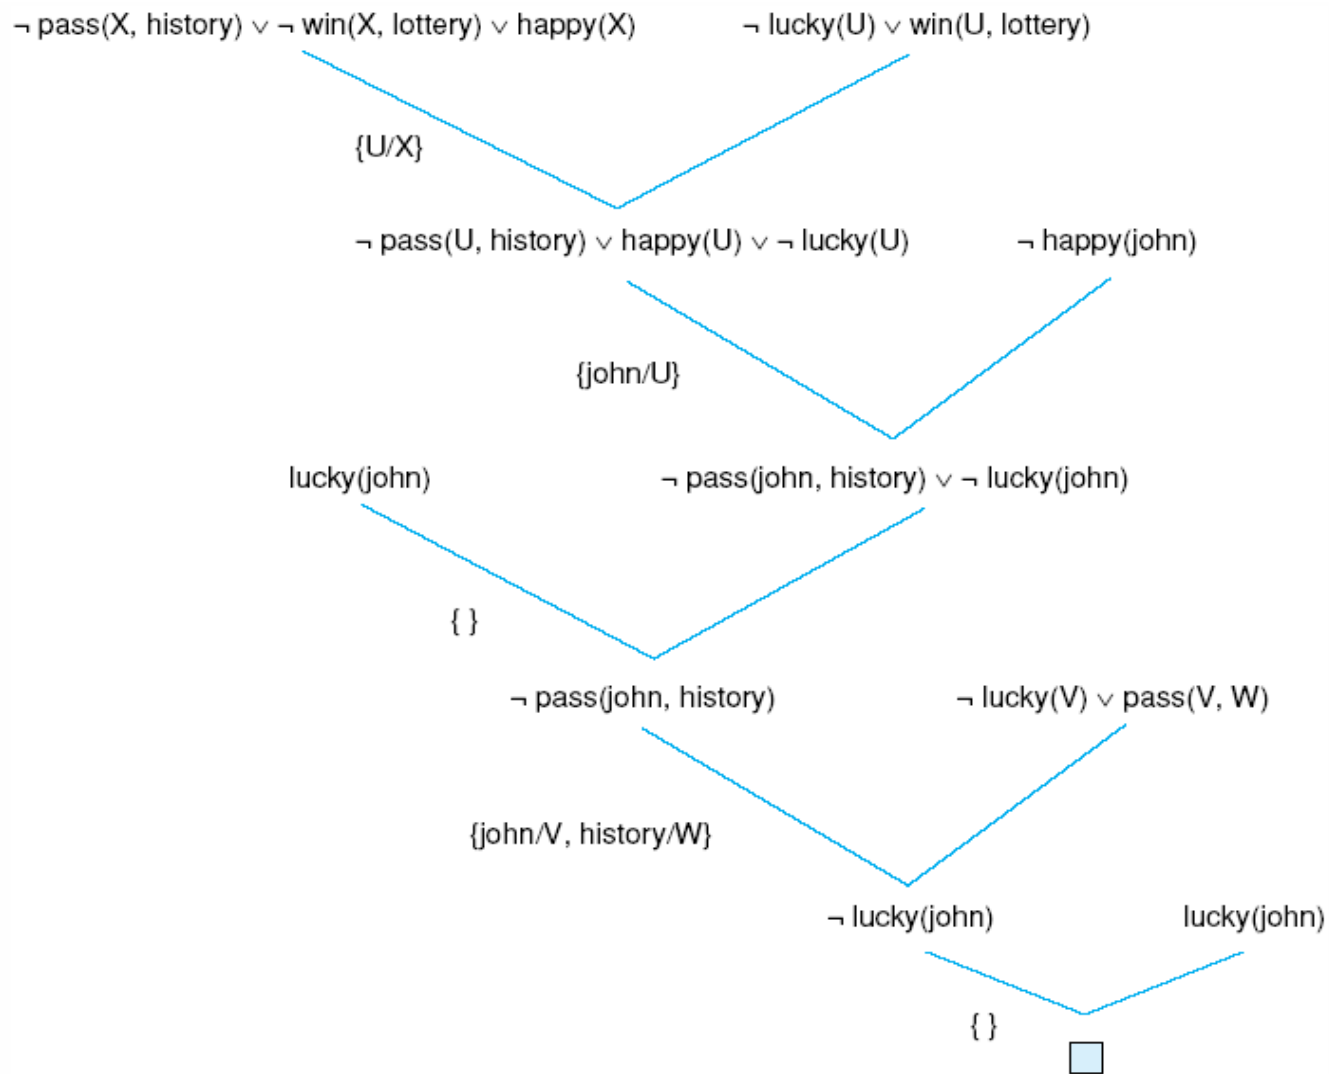 ¬ pass(X, history) ∨ ¬ win(X, lottery) ∨ happy(X)
¬ lucky(U) ∨ win(U, lottery)
{U/X}
¬ pass(U, history) ∨ happy(U) ∨ ¬ lucky(U)
¬ happy(john)
{john/U}
lucky(john)
¬ pass(john, history) ∨ ¬ lucky(john)
{ }
¬ pass(john, history)
¬ lucky(V) ∨ pass(V, W)
{john/V, history/W}
¬ lucky(john)
lucky(john)
{ }